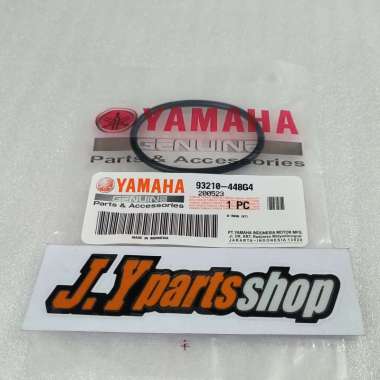 YAMAHA
GENUINE
Parts & Accessories
YAMAHA
GENUINE
Parts & Accessories
93210-448G4
200523
1 PC
MADE IN INDONESIA
PT. YAMAHA INDONESIA MOTOR MFG.
JAKARTA-INDONESIA 13920
J.Y partsshop